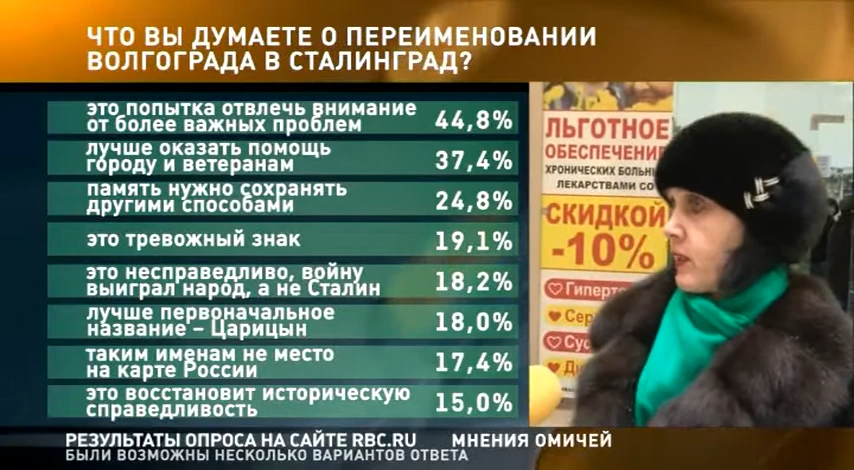 ЧТО ВЫ ДУМАЕТЕ О ПЕРЕИМЕНОВАНИИ
ВОЛГОГРАДА В СТАЛИНГРАД?
это попытка отвлечь внимание
от более важных проблем
44,8%
лучше оказать помощь
городу и ветеранам
37,4%
память нужно сохранять
другими способами
24,8%
это тревожный знак
19,1%
это несправедливо, войну
выиграл народ, а не Сталин
18,2%
лучше первоначальное
название – Царицын
18,0%
таким именам не место
на карте России
17,4%
это восстановит историческую
справедливость
15,0%
ЛЬГОТНОЕ
ОБЕСПЕЧЕНИЕ
ХРОНИЧЕСКИХ БОЛЬН
ЛЕКАРСТВАМИ СО
СКИДКОЙ
-10%
Гиперто
Сер
Сус
РЕЗУЛЬТАТЫ ОПРОСА НА САЙТЕ RBC.RU
МНЕНИЯ ОМИЧЕЙ
БЫЛИ ВОЗМОЖНЫ НЕСКОЛЬКО ВАРИАНТОВ ОТВЕТА